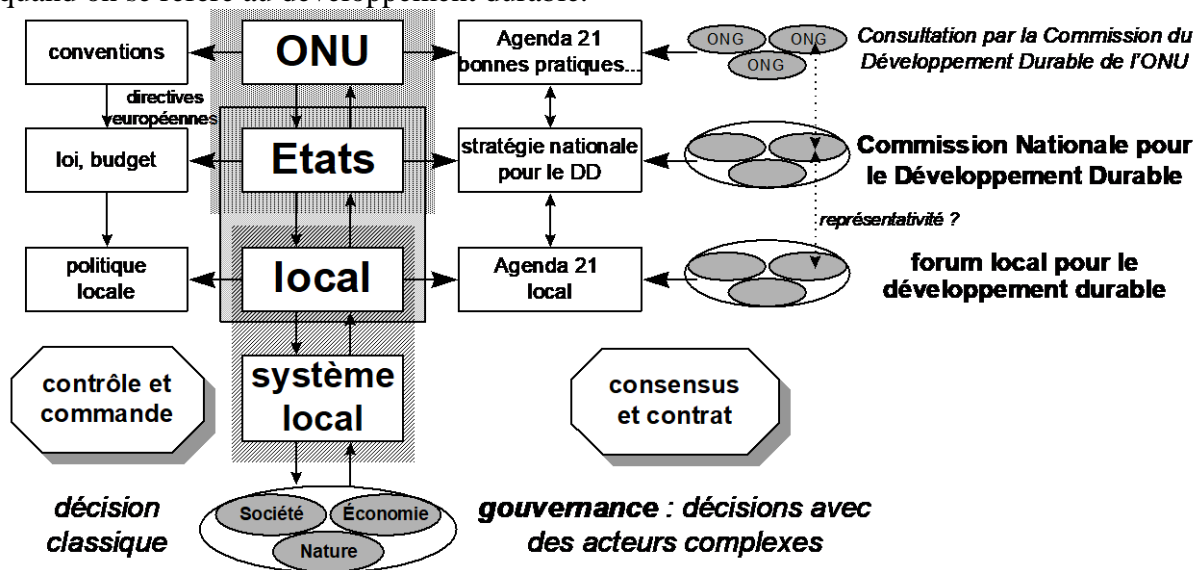 quand on se réfère au développement durable.
conventions
ONU
Agenda 21
bonnes pratiques...
ONG
ONG
ONG
Consultation par la Commission du
Développement Durable de l'ONU
directives
européennes
loi, budget
Etats
stratégie nationale
pour le DD
Commission Nationale pour
le Développement Durable
représentativité ?
politique
locale
local
Agenda 21
local
forum local pour le
développement durable
contrôle et
commande
système
local
consensus
et contrat
décision
classique
Société
Économie
Nature
gouvernance : décisions avec
des acteurs complexes